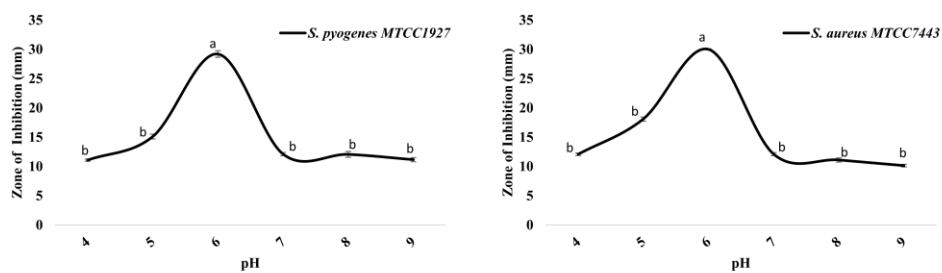 35
30
25
20
15
10
5
0
Zone of Inhibition (mm)
S. pyogenes MTCC1927
b
b
a
b
b
b
4
5
6
7
8
9
pH
35
30
25
20
15
10
5
0
Zone of Inhibition (mm)
S. aureus MTCC7443
b
b
a
b
b
b
4
5
6
7
8
9
pH